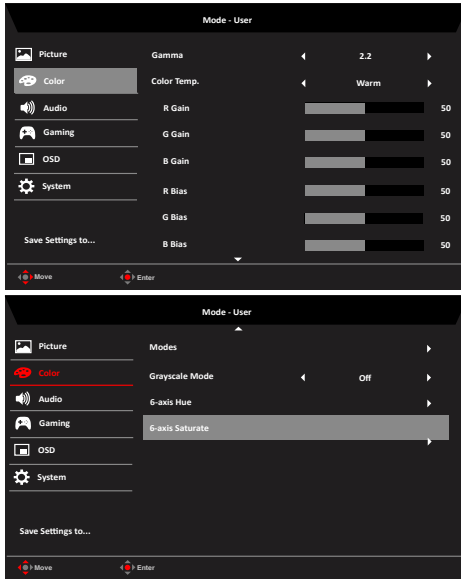 Mode - User
Picture
Gamma 2.2
Color
Color Temp. Warm
Audio
R Gain 50
Gaming
G Gain 50
OSD
B Gain 50
System
R Bias 50
G Bias 50
Save Settings to...
B Bias 50
Move Enter
Mode - User
Picture
Modes
Color
Grayscale Mode Off
Audio
6-axis Hue
Gaming
6-axis Saturate
OSD
System
Save Settings to...
Move Enter